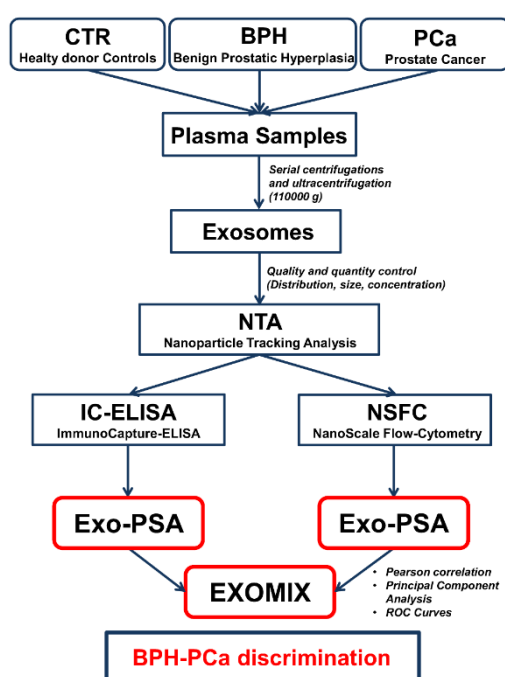 CTR
Healty donor Controls
BPH
Benign Prostatic Hyperplasia
PCa
Prostate Cancer
Plasma Samples
Serial centrifugations
and ultracentrifugation
(110000 g)
Exosomes
Quality and quantity control
(Distribution, size, concentration)
NTA
Nanoparticle Tracking Analysis
IC-ELISA
ImmunoCapture-ELISA
NSFC
NanoScale Flow-Cytometry
Exo-PSA
Exo-PSA
EXOMIX
• Pearson correlation
• Principal Component
Analysis
• ROC Curves
BPH-PCa discrimination